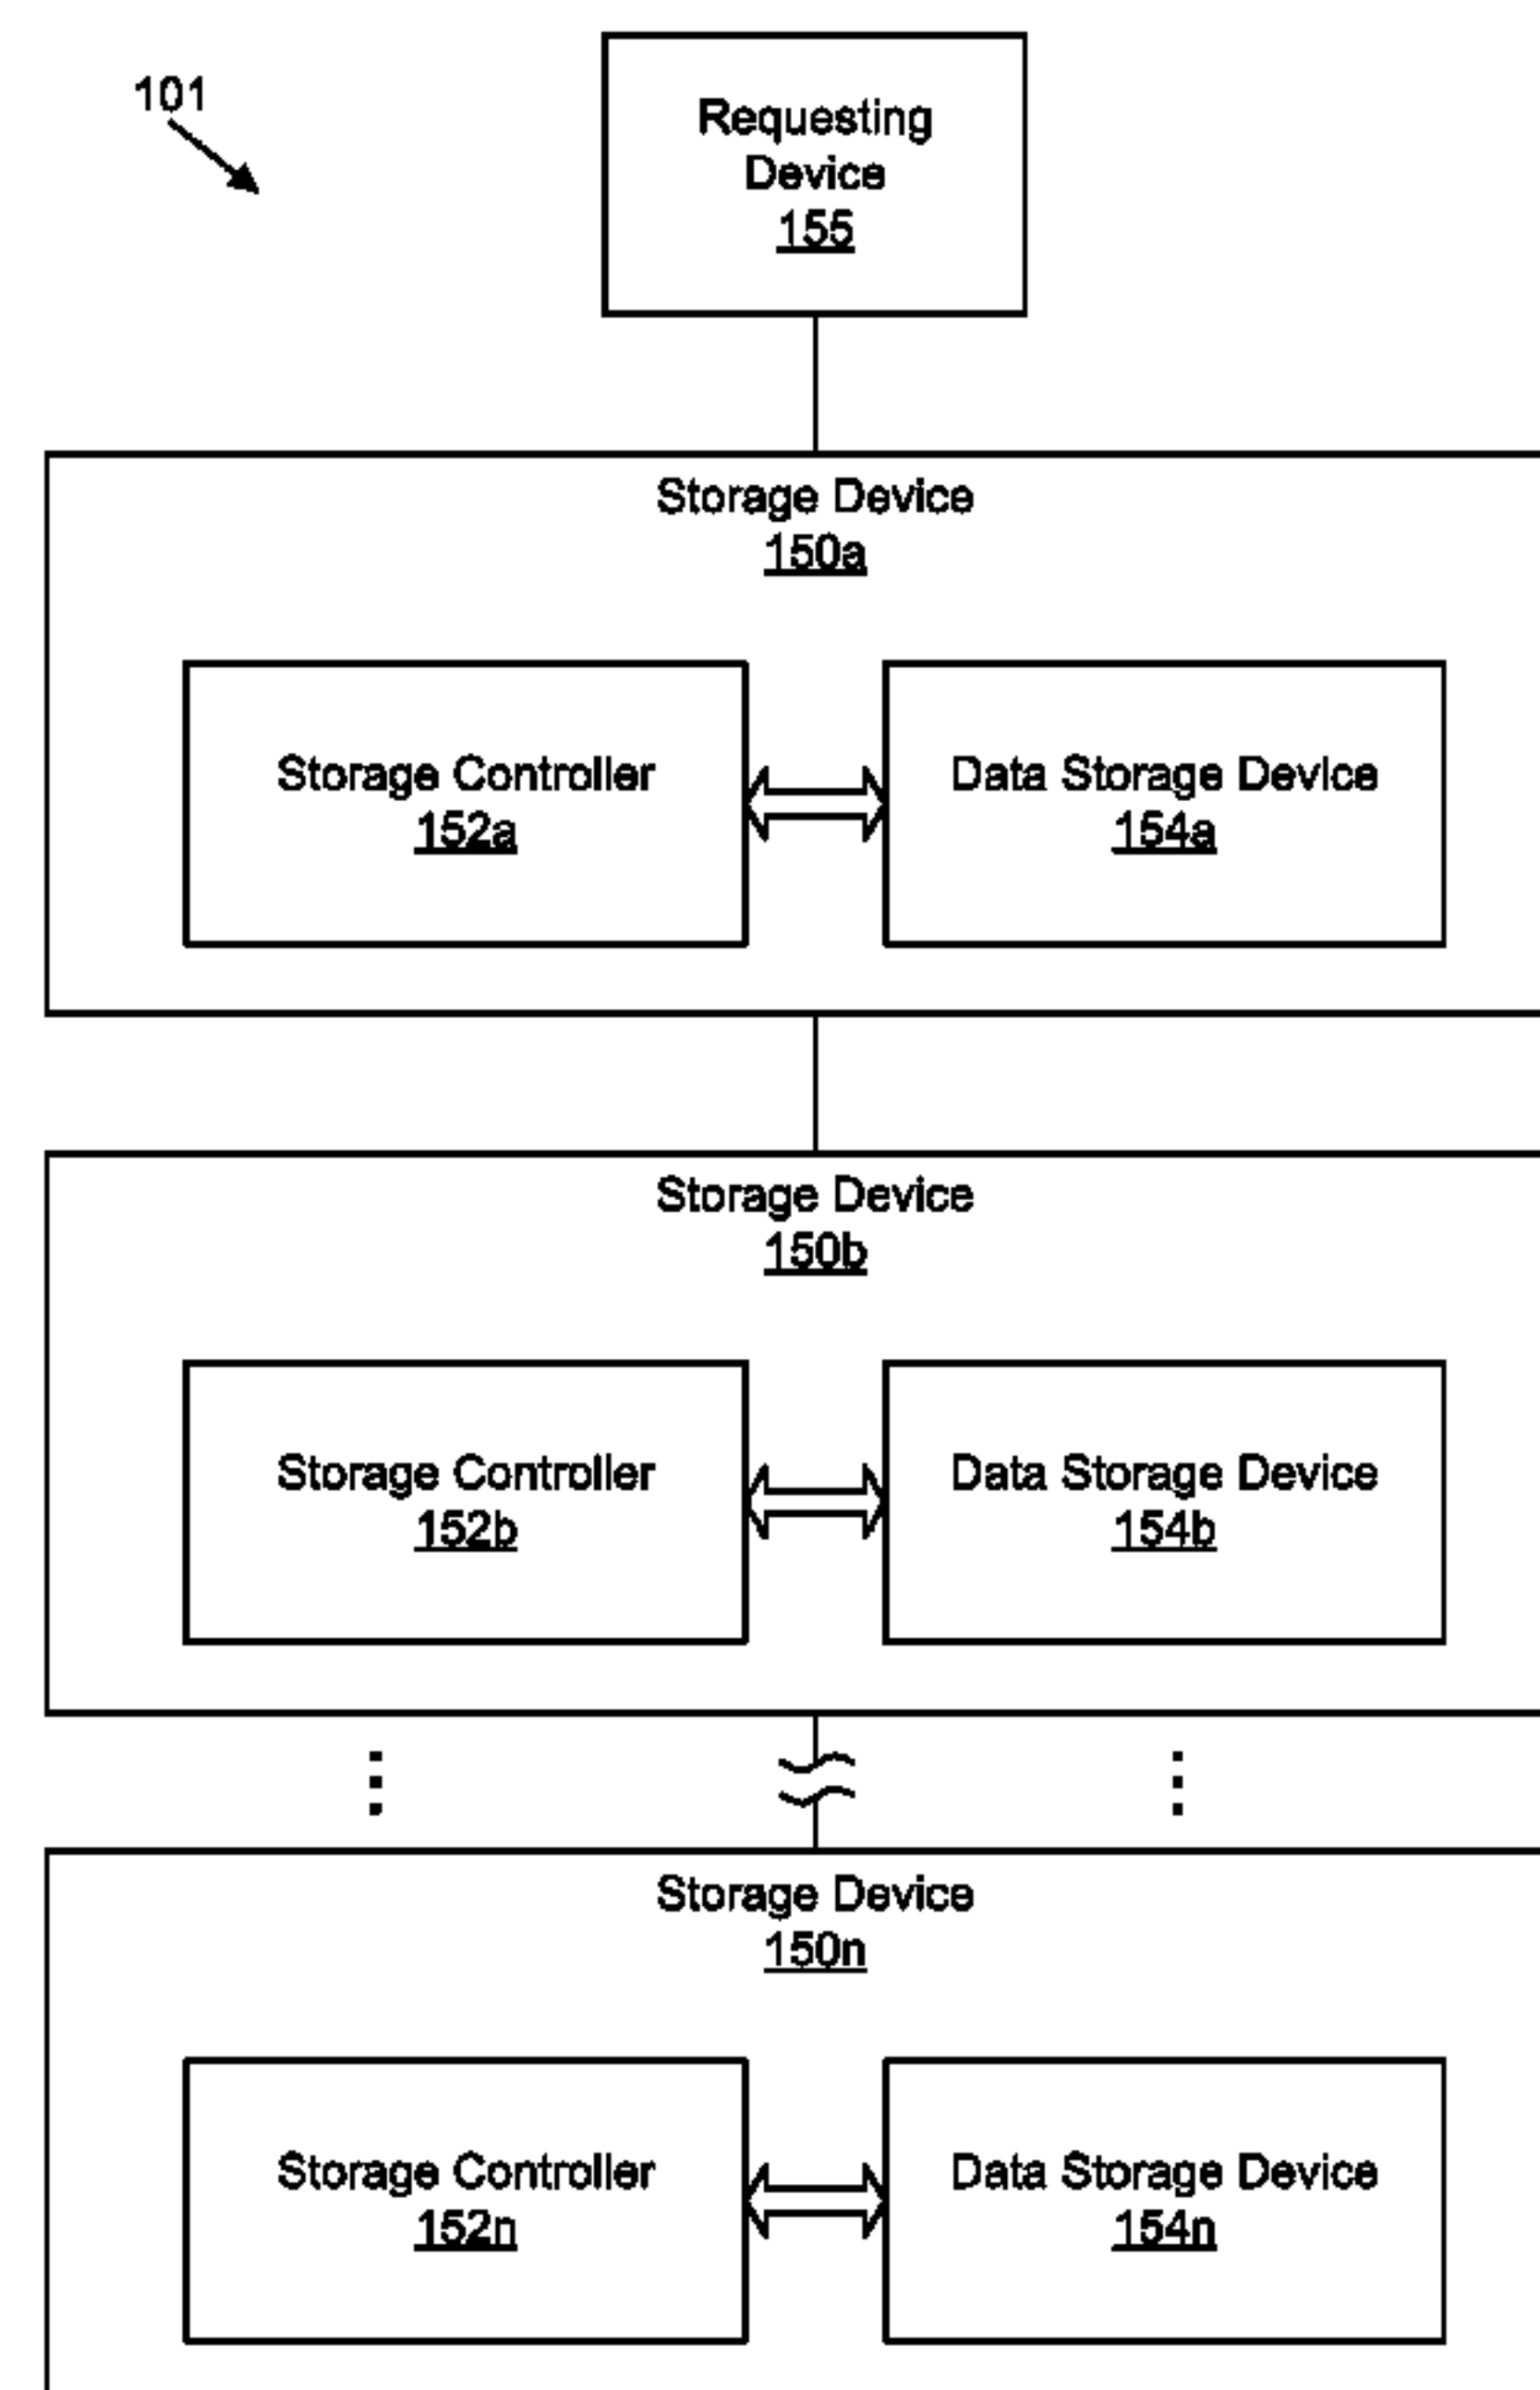 101
Requesting
Device
155
Storage Device
150a
Storage Controller
152a
Data Storage Device
154a
Storage Device
150b
Storage Controller
152b
Data Storage Device
154b
Storage Device
150n
Storage Controller
152n
Data Storage Device
154n